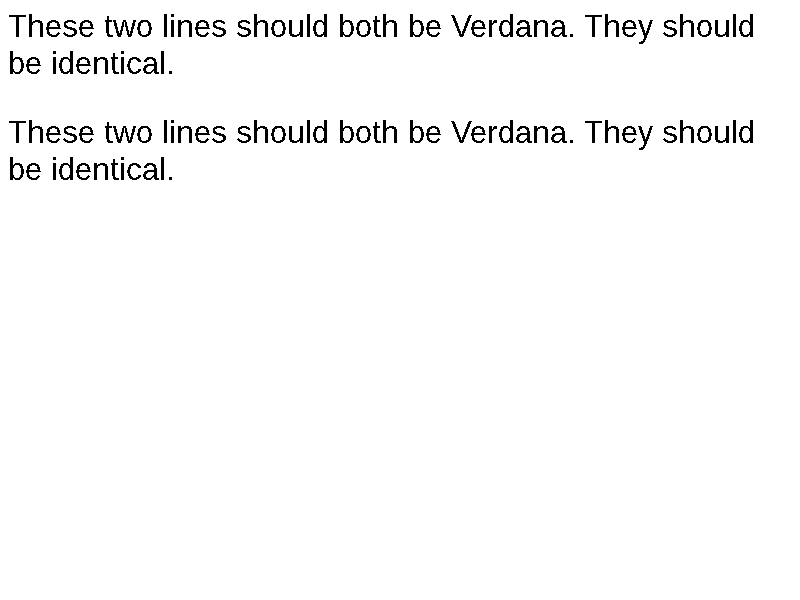 These two lines should both be Verdana. They should
be identical.
These two lines should both be Verdana. They should
be identical.